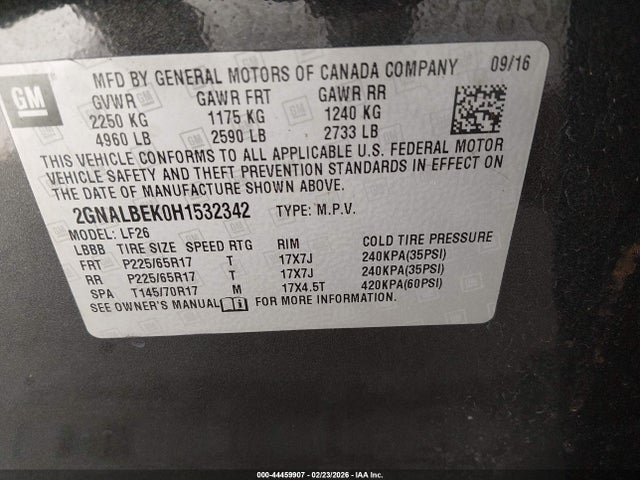 GM
MFD BY GENERAL MOTORS OF CANADA COMPANY 09/16
GVWR GAWR FRT GAWR RR
2250 KG 1175 KG 1240 KG
4960 LB 2590 LB 2733 LB
THIS VEHICLE CONFORMS TO ALL APPLICABLE U.S. FEDERAL MOTOR
VEHICLE SAFETY AND THEFT PREVENTION STANDARDS IN EFFECT ON
THE DATE OF MANUFACTURE SHOWN ABOVE.
2GNALBEK0H1532342 TYPE: M.P.V.
MODEL: LF26
LBBB TIRE SIZE SPEED RTG RIM COLD TIRE PRESSURE
FRT P225/65R17 T 17X7J 240KPA(35PSI)
RR P225/65R17 T 17X7J 240KPA(35PSI)
SPA T145/70R17 M 17X4.5T 420KPA(60PSI)
SEE OWNER'S MANUAL FOR MORE INFORMATION.
000-44459907 - 02/23/2026 - IAA Inc.